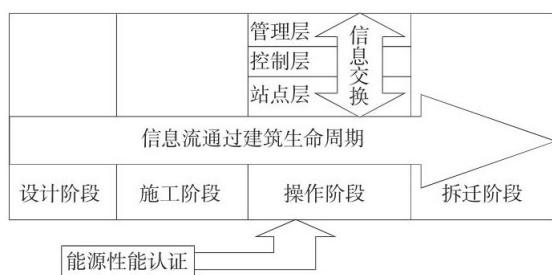 管理层
控制层
站点层
信息交换
信息流通过建筑生命周期
设计阶段
施工阶段
操作阶段
拆迁阶段
能源性能认证